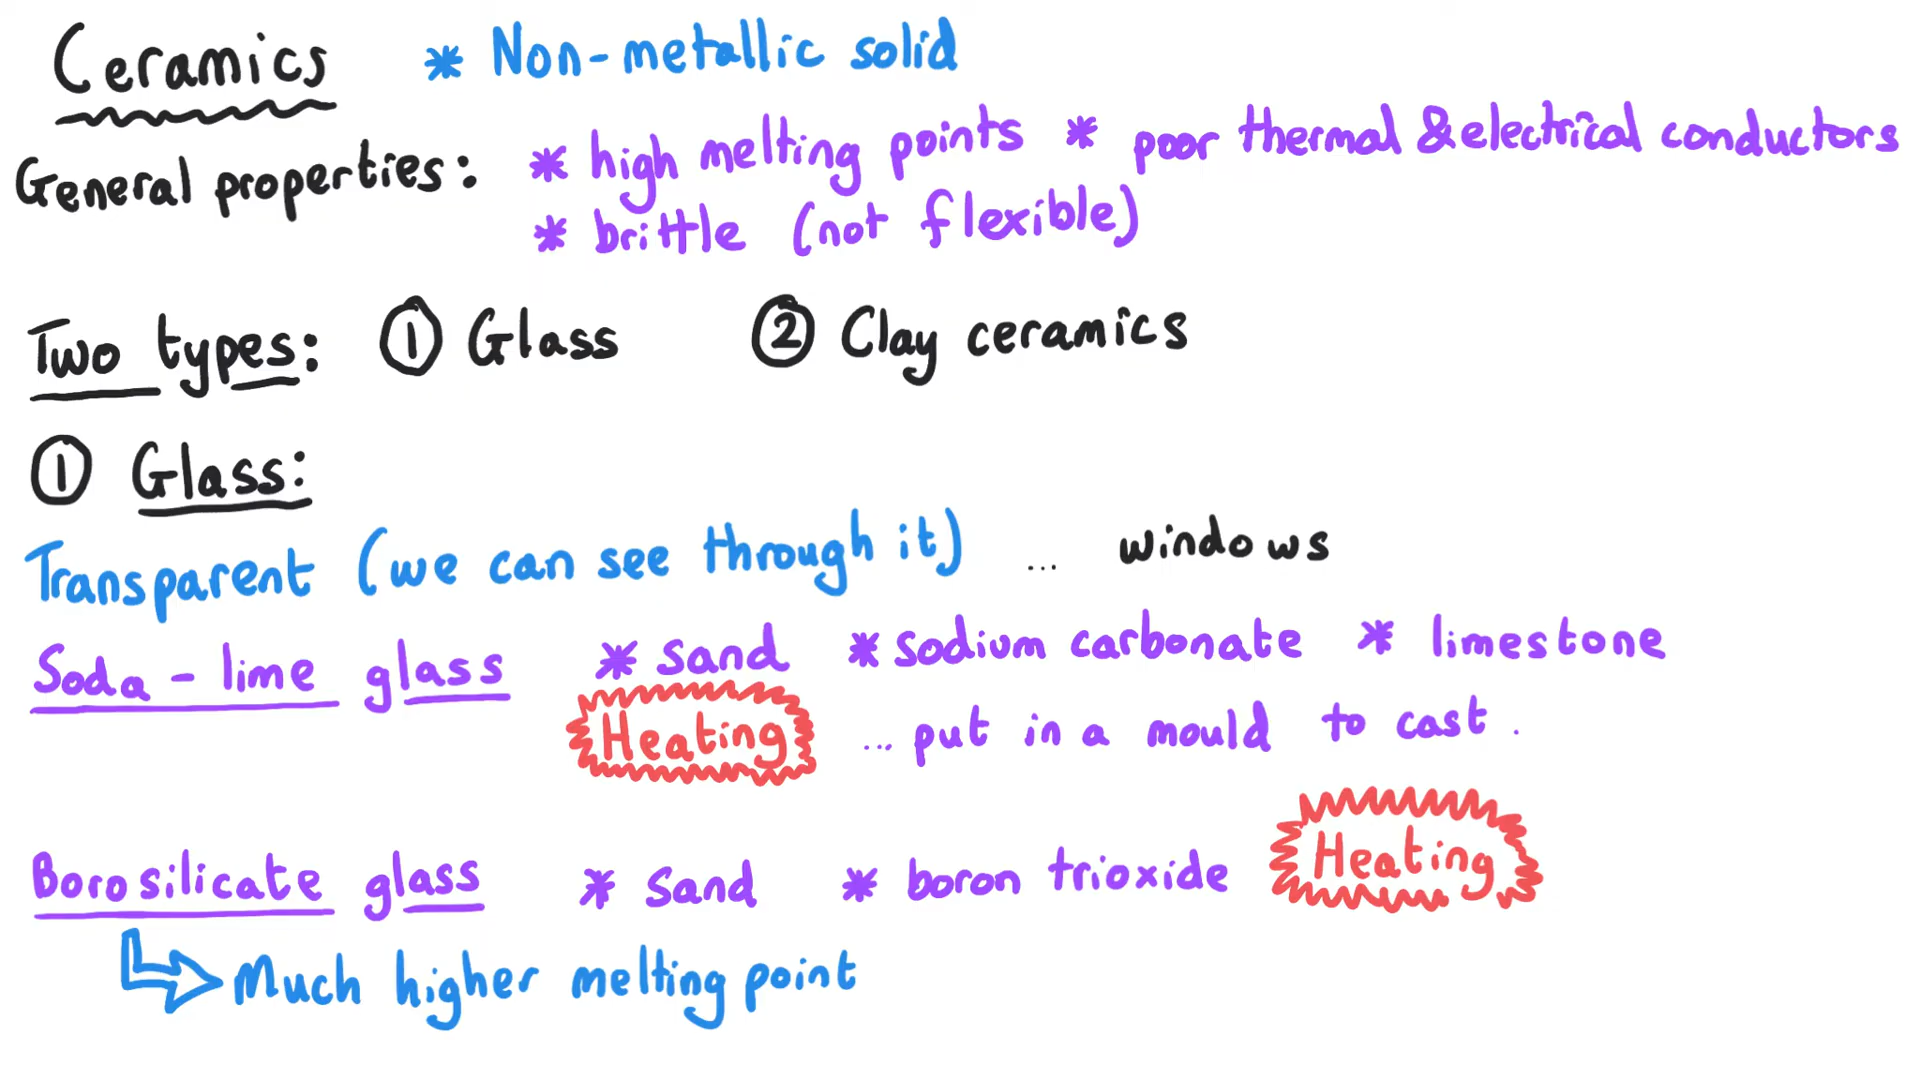 Ceramics * Non-metallic solid
General properties: * high melting points * poor thermal & electrical conductors
* brittle (not flexible)
Two types: ① Glass ② Clay ceramics
① Glass:
Transparent (we can see through it) ... windows
Soda-lime glass * sand * sodium carbonate * limestone
Heating ... put in a mould to cast.
Borosilicate glass * sand * boron trioxide Heating
Much higher melting point